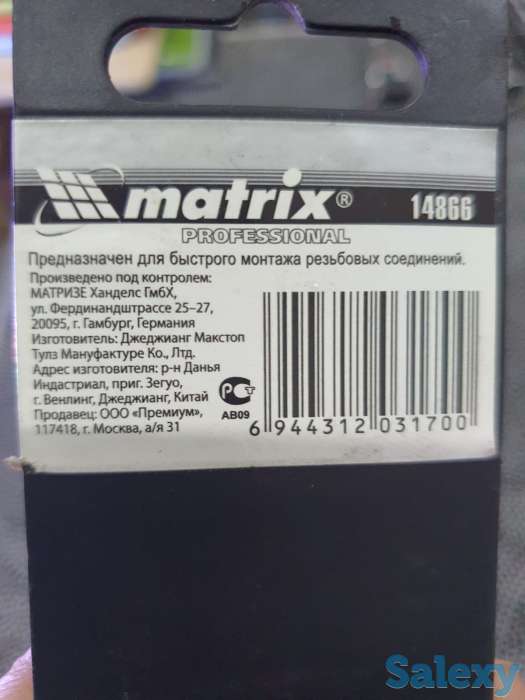 matrix® 14866
PROFESSIONAL
Предназначен для быстрого монтажа резьбовых соединений.
Произведено под контролем:
МАТРИЗЕ Ханделс ГмбХ,
ул. Фердинандштрассе 25–27,
20095, г. Гамбург, Германия
Изготовитель: Джеджианг Макстоп
Тулз Мануфактуре Ко., Лтд.
Адрес изготовителя: р-н Данья
Индастриал, приг. Зегуо,
г. Венлинг, Джеджианг, Китай
Продавец: ООО «Премиум»,
117418, г. Москва, а/я 31
РСТ
АВ09
6 944312 031700
Salexy